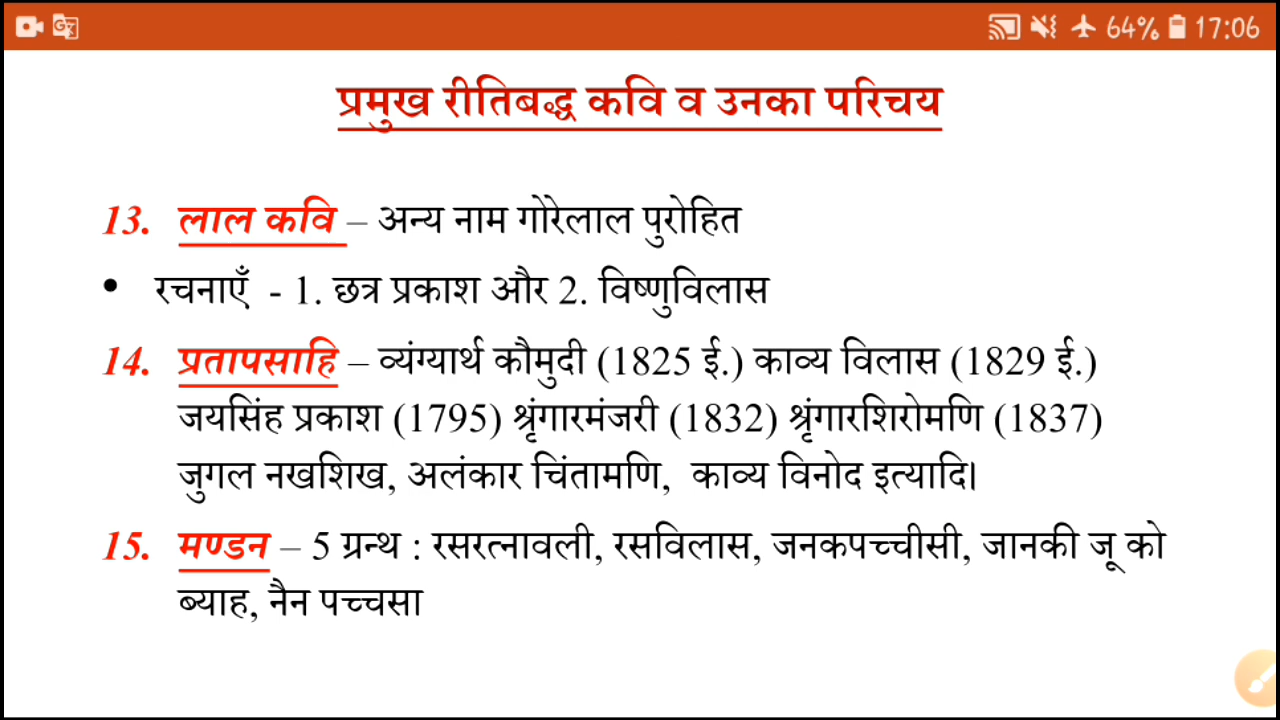 64% 17:06
प्रमुख रीतिबद्ध कवि व उनका परिचय
13. लाल कवि – अन्य नाम गोरेलाल पुरोहित
• रचनाएँ - 1. छत्र प्रकाश और 2. विष्णुविलास
14. प्रतापसाहि – व्यंग्यार्थ कौमुदी (1825 ई.) काव्य विलास (1829 ई.)
जयसिंह प्रकाश (1795) श्रृंगारमंजरी (1832) श्रृंगारशिरोमणि (1837)
जुगल नखशिख, अलंकार चिंतामणि, काव्य विनोद इत्यादि।
15. मण्डन – 5 ग्रन्थ : रसरत्नावली, रसविलास, जनकपच्चीसी, जानकी जू को
ब्याह, नैन पच्चसा